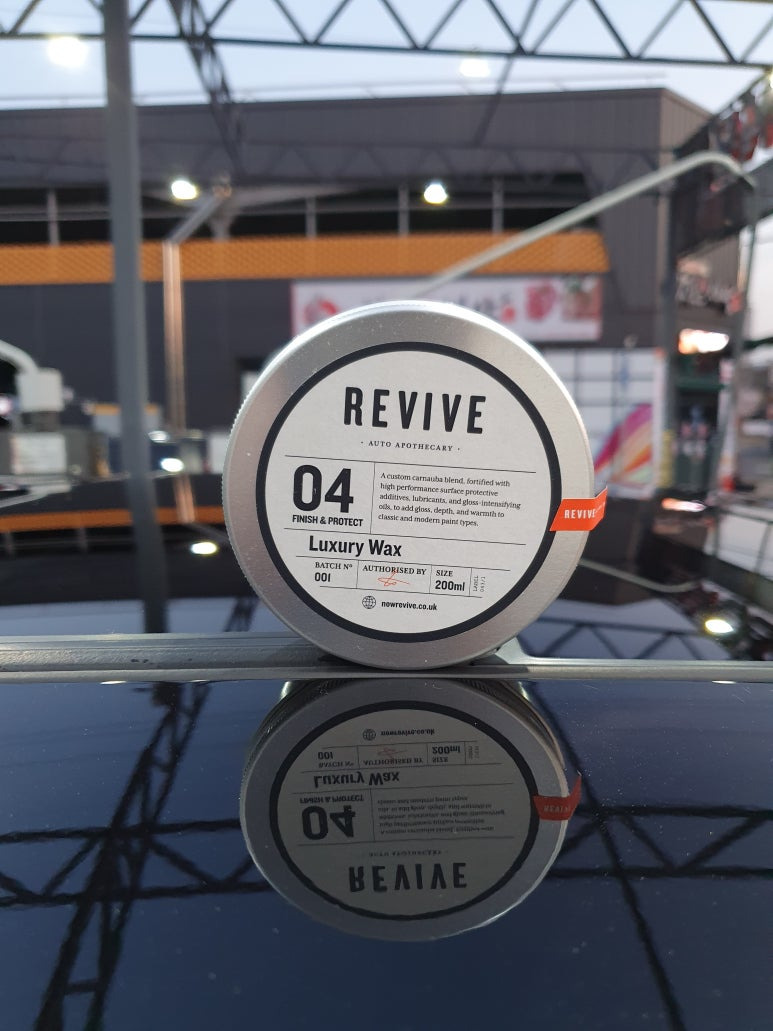 REVIVE
· AUTO APOTHECARY ·
04
FINISH & PROTECT
A custom carnauba blend, fortified with
high performance surface protective
additives, lubricants, and gloss-intensifying
oils, to add gloss, depth, and warmth to
classic and modern paint types.
Luxury Wax
BATCH Nº
001
AUTHORISED BY
SIZE
200ml
LABEL
nowrevive.co.uk
REVIVE